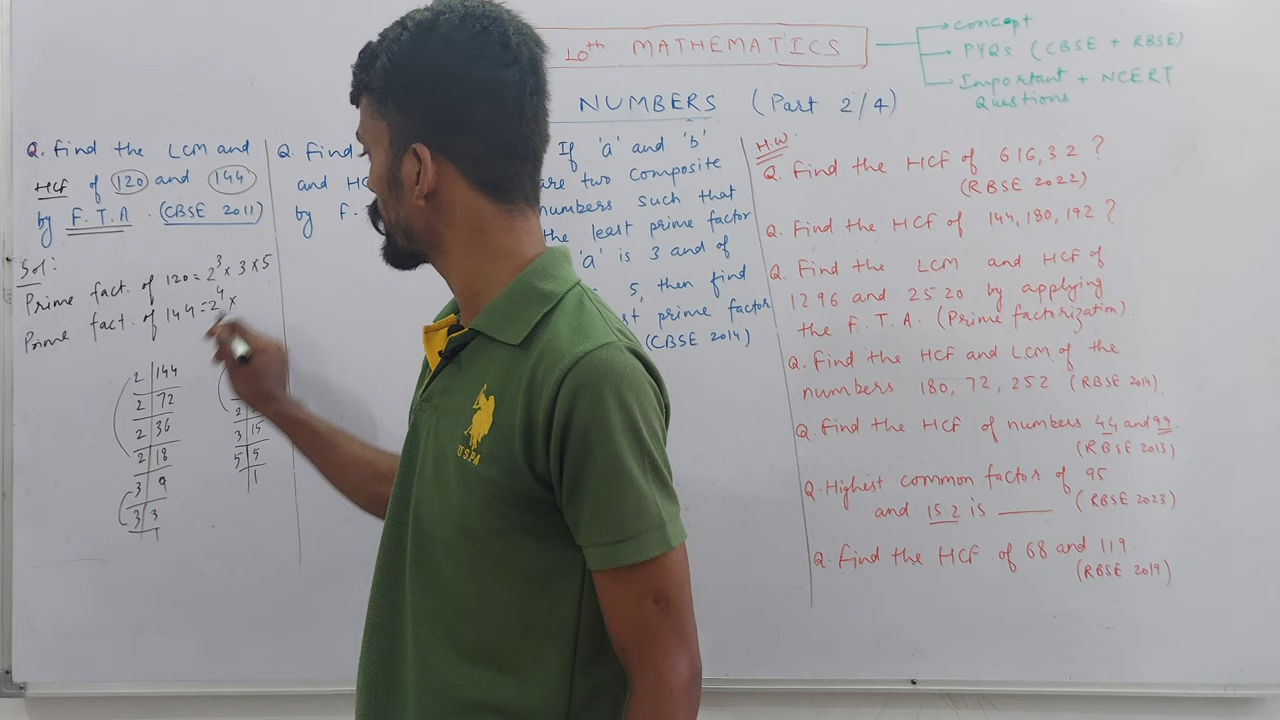 10th MATHEMATICS
concept
PYQs (CBSE + RBSE)
Important + NCERT
Questions
NUMBERS (Part 2/4)
Q. Find the LCM and
HCF of 120 and 144
by F.T.A. (CBSE 2011)
Sol:
Prime fact. of 120 = 2³ × 3 × 5
Prime fact. of 144 = 2⁴ ×
2 | 144
2 | 72
2 | 36
2 | 18
3 | 9
3 | 3
1
2
3 | 15
5 | 5
1
Q. Find
and
by F.
If 'a' and 'b'
are two composite
numbers such that
the least prime factor
'a' is 3 and of
5, then find
prime factor
(CBSE 2014)
H.W.
Q. Find the HCF of 616, 32 ?
(RBSE 2022)
Q. Find the HCF of 144, 180, 192 ?
Q. Find the LCM and HCF of
1296 and 2520 by applying
the F.T.A. (Prime factorization).
Q. Find the HCF and LCM of the
numbers 180, 72, 252 (RBSE 2014).
Q. Find the HCF of numbers 44 and 99.
(RBSE 2013)
Q. Highest common factor of 95
and 152 is ____ (RBSE 2023)
Q. Find the HCF of 68 and 119.
(RBSE 2019)
USPA